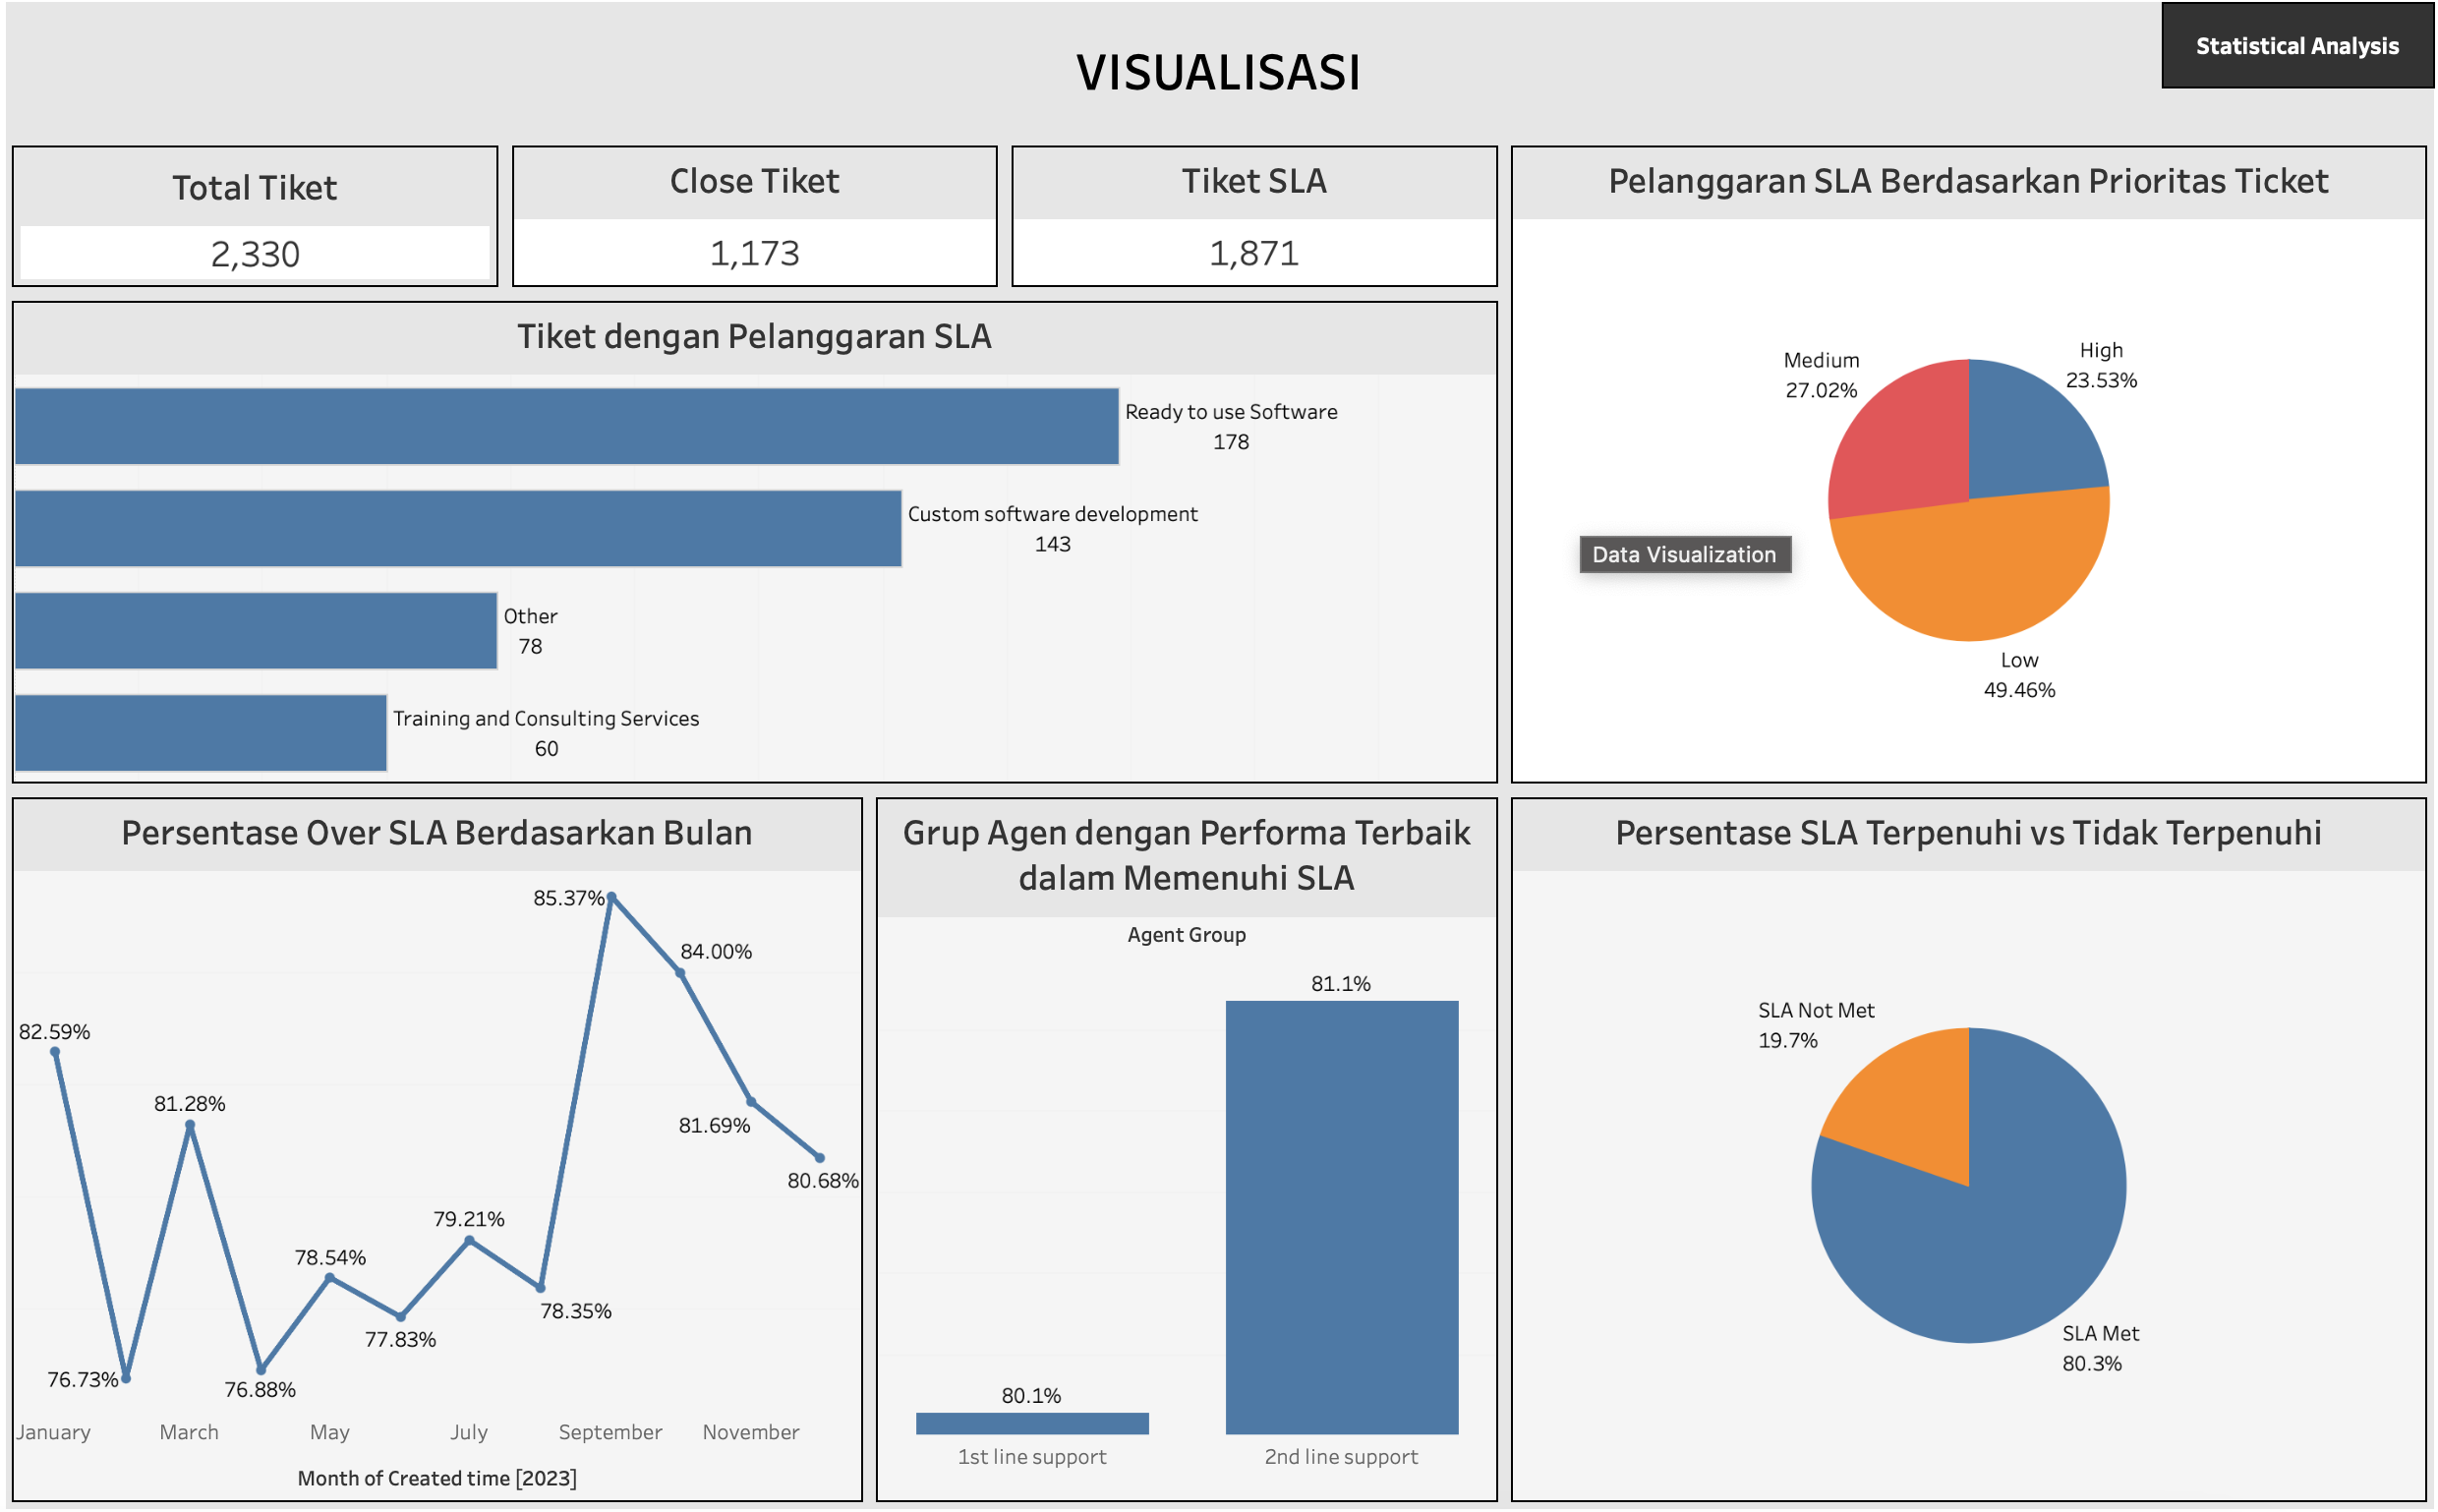 Statistical Analysis
VISUALISASI
Total Tiket
2,330
Close Tiket
1,173
Tiket SLA
1,871
Tiket dengan Pelanggaran SLA
Ready to use Software
178
Custom software development
143
Other
78
Training and Consulting Services
60
Pelanggaran SLA Berdasarkan Prioritas Ticket
Medium
27.02%
High
23.53%
Data Visualization
Low
49.46%
Persentase Over SLA Berdasarkan Bulan
82.59%
76.73%
81.28%
76.88%
78.54%
77.83%
79.21%
78.35%
85.37%
84.00%
81.69%
80.68%
January March May July September November
Month of Created time [2023]
Grup Agen dengan Performa Terbaik
dalam Memenuhi SLA
Agent Group
80.1%
81.1%
1st line support
2nd line support
Persentase SLA Terpenuhi vs Tidak Terpenuhi
SLA Not Met
19.7%
SLA Met
80.3%